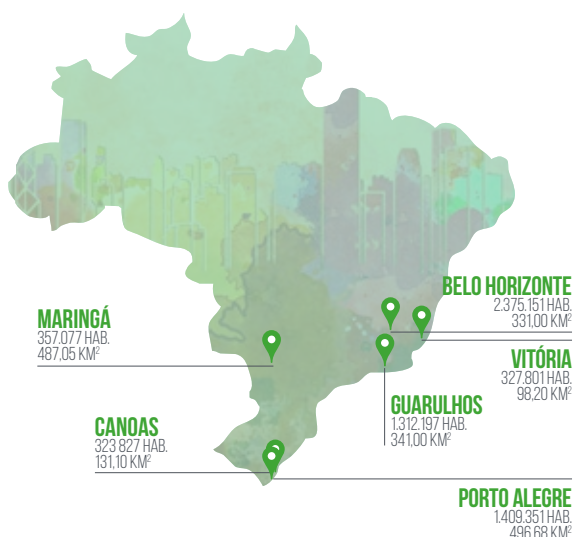 BELO HORIZONTE
2.375.151 HAB.
331,00 KM²
MARINGÁ
357.077 HAB.
487,05 KM²
VITÓRIA
327.801 HAB.
98,20 KM²
GUARULHOS
1.312.197 HAB.
341,00 KM²
CANOAS
323 827 HAB.
131,10 KM²
PORTO ALEGRE
1.409.351 HAB.
496,68 KM²